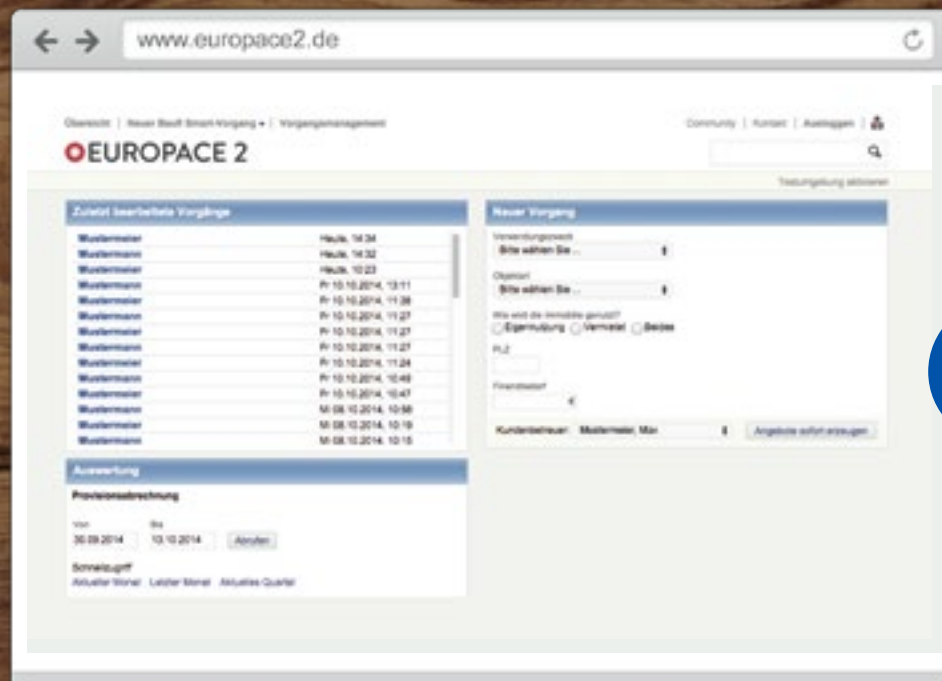 www.europace2.de
Übersicht | Neuer BaufiSmart-Vorgang | Vorgangsmanagement
Community | Kontakt | Ausloggen
EUROPACE 2
Testumgebung aktivieren
Zuletzt bearbeitete Vorgänge
Mustermeier Heute, 14:34
Mustermann Heute, 14:32
Mustermeier Heute, 10:23
Mustermann Fr 10.10.2014, 13:11
Mustermeier Fr 10.10.2014, 11:38
Mustermann Fr 10.10.2014, 11:27
Mustermeier Fr 10.10.2014, 11:27
Mustermann Fr 10.10.2014, 11:27
Mustermeier Fr 10.10.2014, 11:24
Mustermann Fr 10.10.2014, 10:49
Mustermeier Fr 10.10.2014, 10:47
Mustermann Mi 08.10.2014, 10:58
Mustermeier Mi 08.10.2014, 10:19
Mustermann Mi 08.10.2014, 10:15
Neuer Vorgang
Verwendungszweck
Bitte wählen Sie ...
Objektart
Bitte wählen Sie ...
Wie wird die Immobilie genutzt?
Eigennutzung Vermietet Beides
PLZ
Finanzbedarf
€
Kundenbetreuer: Mustermeier, Max
Angebote sofort erzeugen
Auswertung
Provisionsabrechnung
Von Bis
30.09.2014 13.10.2014 Abrufen
Schnellzugriff
Aktueller Monat Letzter Monat Aktuelles Quartal